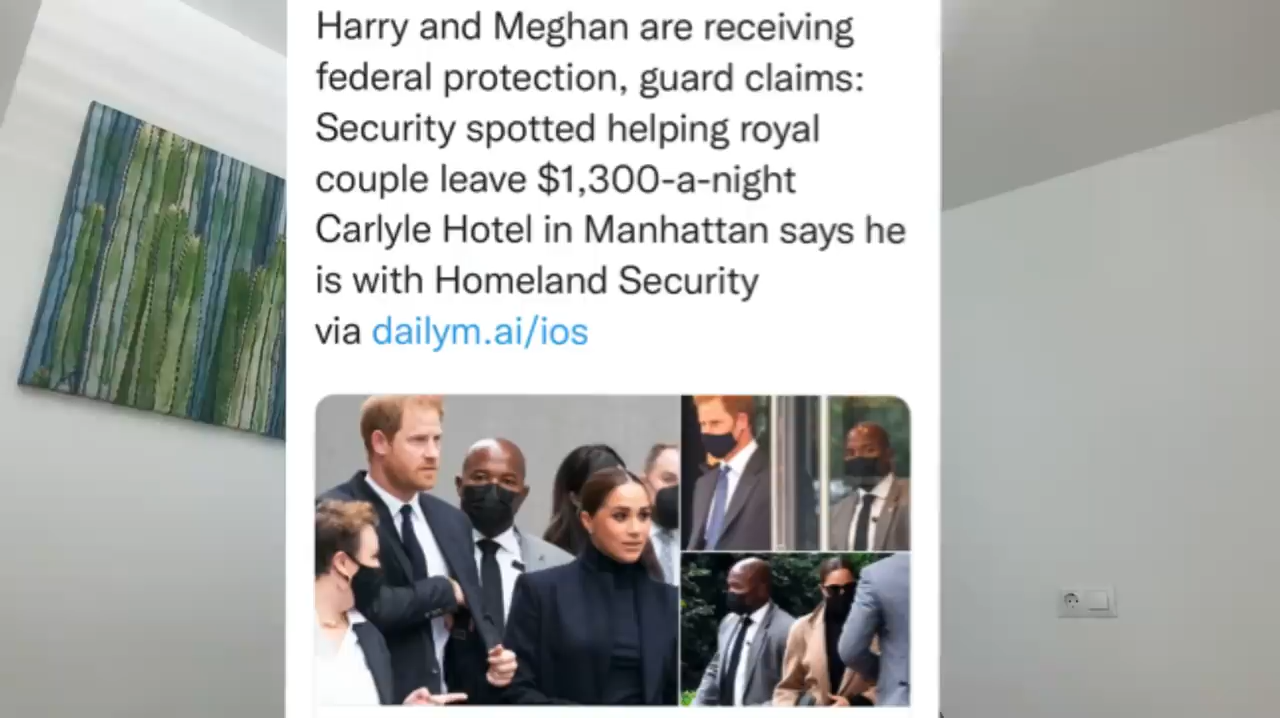 Harry and Meghan are receiving
federal protection, guard claims:
Security spotted helping royal
couple leave $1,300-a-night
Carlyle Hotel in Manhattan says he
is with Homeland Security
via dailym.ai/ios